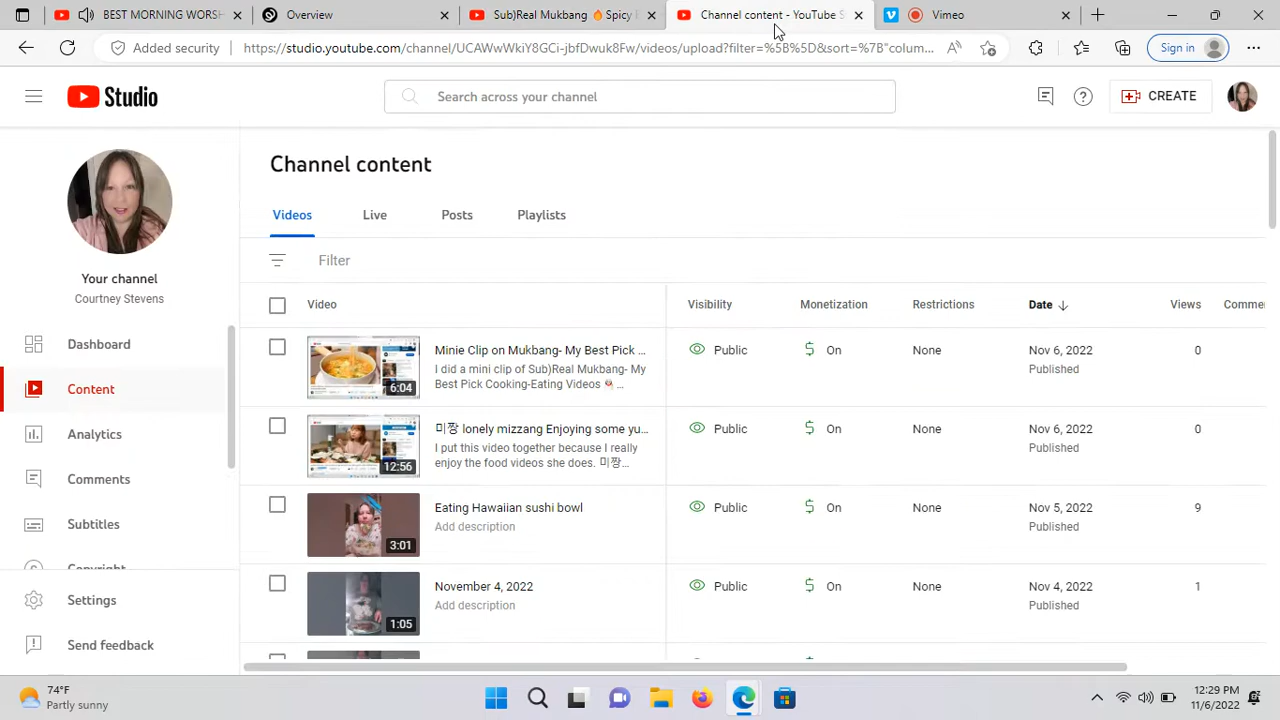 Overview
BEST MENTONING WORS
RealMukbang 🔥Spicy E
Channel content - YouTube S
Vimeo
Added security
https://studio.youtube.com/channel/UCAWwWkiY8GCi-jbfDwuk8Fw/videos/upload?filter=%5B%5D&sort=%7B"colum...
Sign in
Studio
Search across your channel
CREATE
Your channel
Courtney Stevens
Dashboard
Content
Analytics
Comments
Subtitles
Copyright
Settings
Send feedback
Channel content
Videos Live Posts Playlists
Filter
Video Visibility Monetization Restrictions Date Views Comme
Minie Clip on Mukbang- My Best Pick ... Public On None Nov 6, 2022 0
I did a mini clip of Sub)Real Mukbang- My Published
Best Pick Cooking-Eating Videos 🦐 ...
6:04
미짱 lonely mizzang Enjoying some yu... Public On None Nov 6, 2022 0
I put this video together because I really Published
enjoy the food videos she does. 미짱...
12:56
Eating Hawaiian sushi bowl Public On None Nov 5, 2022 9
Add description Published
3:01
November 4, 2022 Public On None Nov 4, 2022 1
Add description Published
1:05
74°F
Partly sunny
12:29 PM
11/6/2022